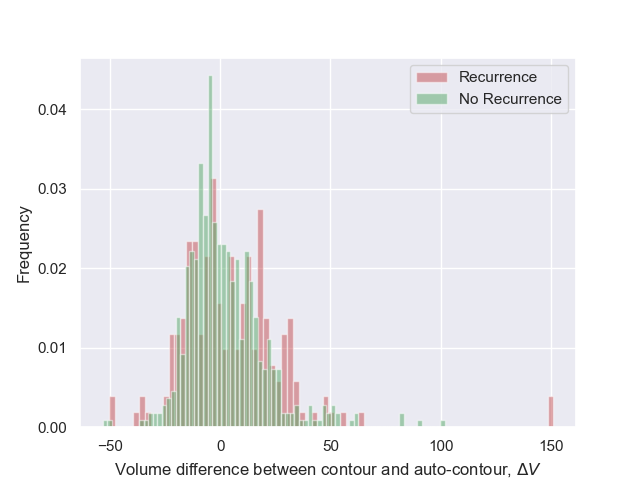 Recurrence
No Recurrence
0.04
0.03
0.02
0.01
0.00
Frequency
−50
0
50
100
150
Volume difference between contour and auto-contour, ΔV